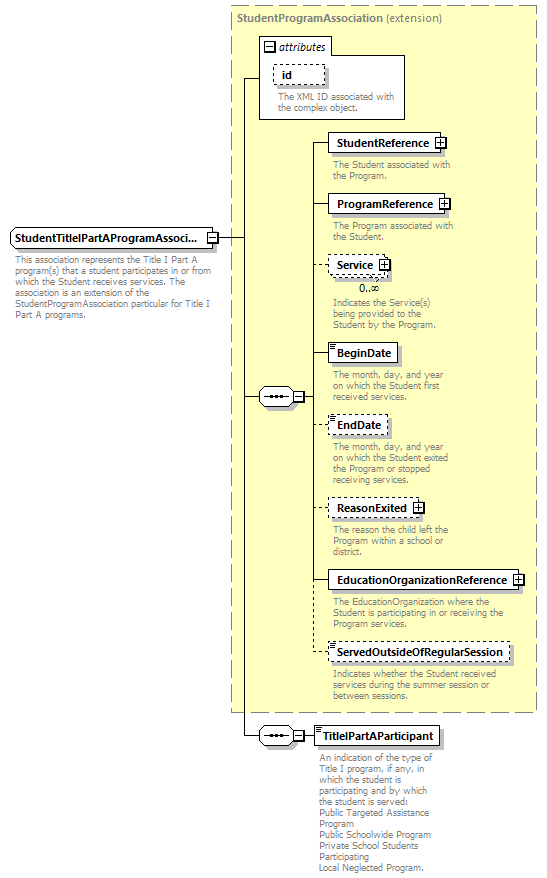 StudentProgramAssociation (extension)
attributes
id
The XML ID associated with
the complex object.
StudentReference
The Student associated with
the Program.
ProgramReference
The Program associated with
the Student.
StudentTitleIPartAProgramAssoci...
This association represents the Title I Part A
program(s) that a student participates in or from
which the Student receives services. The
association is an extension of the
StudentProgramAssociation particular for Title I
Part A programs.
Service
0..∞
Indicates the Service(s)
being provided to the
Student by the Program.
BeginDate
The month, day, and year
on which the Student first
received services.
EndDate
The month, day, and year
on which the Student exited
the Program or stopped
receiving services.
ReasonExited
The reason the child left the
Program within a school or
district.
EducationOrganizationReference
The EducationOrganization where the
Student is participating in or receiving the
Program services.
ServedOutsideOfRegularSession
Indicates whether the Student received
services during the summer session or
between sessions.
TitleIPartAParticipant
An indication of the type of
Title I program, if any, in
which the student is
participating and by which
the student is served:
Public Targeted Assistance
Program
Public Schoolwide Program
Private School Students
Participating
Local Neglected Program.